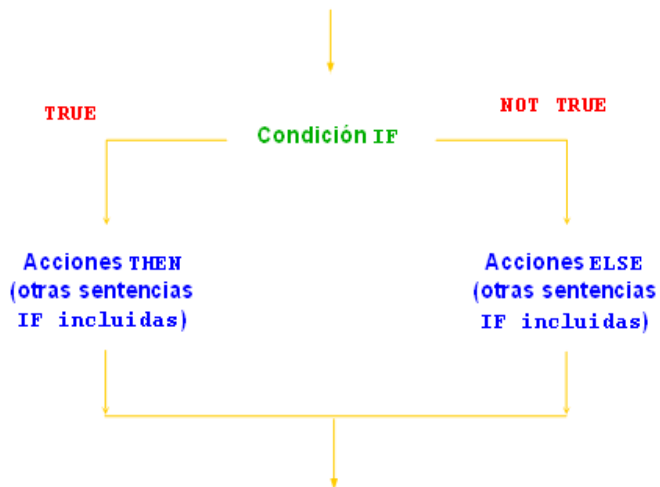 TRUE
NOT TRUE
Condición IF
Acciones THEN
(otras sentencias
IF incluidas)
Acciones ELSE
(otras sentencias
IF incluidas)